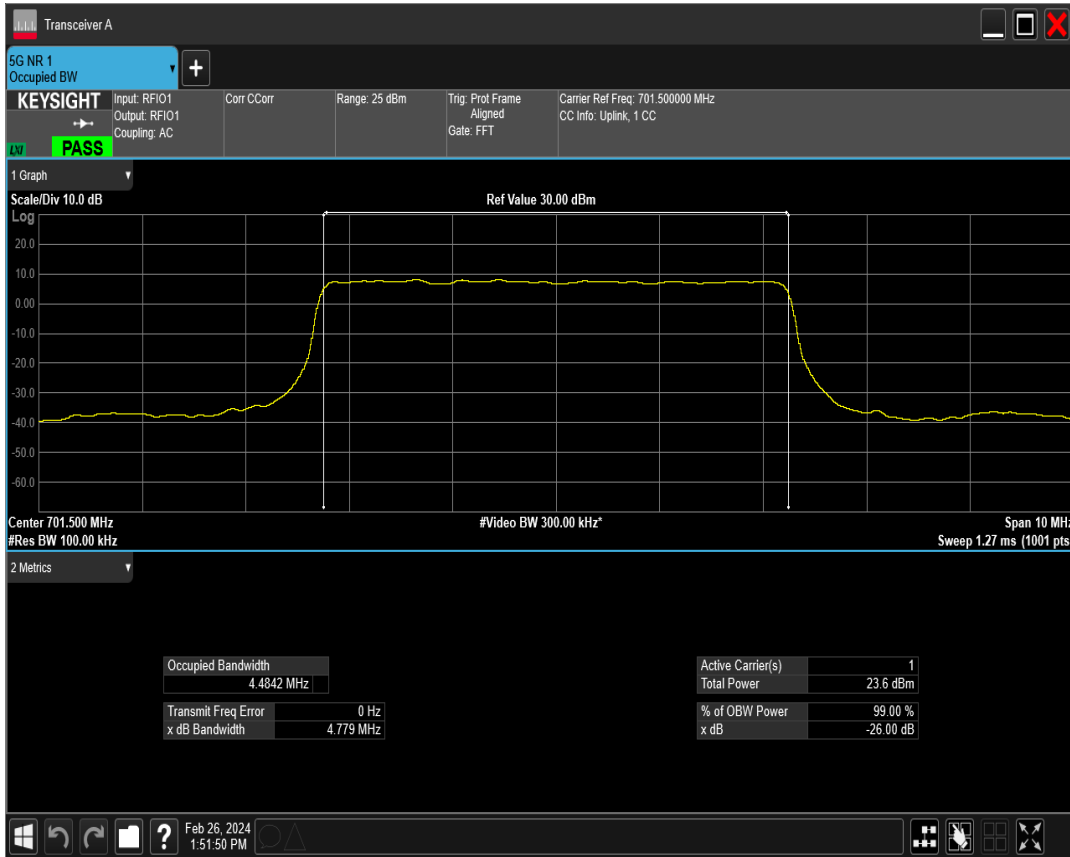 Transceiver A
5G NR 1
Occupied BW
KEYSIGHT
LXI
PASS
Input: RFIO1
Output: RFIO1
Coupling: AC
Corr CCorr
Range: 25 dBm
Trig: Prot Frame
Aligned
Gate: FFT
Carrier Ref Freq: 701.500000 MHz
CC Info: Uplink, 1 CC
1 Graph
Scale/Div 10.0 dB
Ref Value 30.00 dBm
Log
20.0
10.0
0.00
-10.0
-20.0
-30.0
-40.0
-50.0
-60.0
Center 701.500 MHz
#Video BW 300.00 kHz*
Span 10 MHz
#Res BW 100.00 kHz
Sweep 1.27 ms (1001 pts
2 Metrics
Occupied Bandwidth
4.4842 MHz
Transmit Freq Error 0 Hz
x dB Bandwidth 4.779 MHz
Active Carrier(s) 1
Total Power 23.6 dBm
% of OBW Power 99.00 %
x dB -26.00 dB
?
Feb 26, 2024
1:51:50 PM